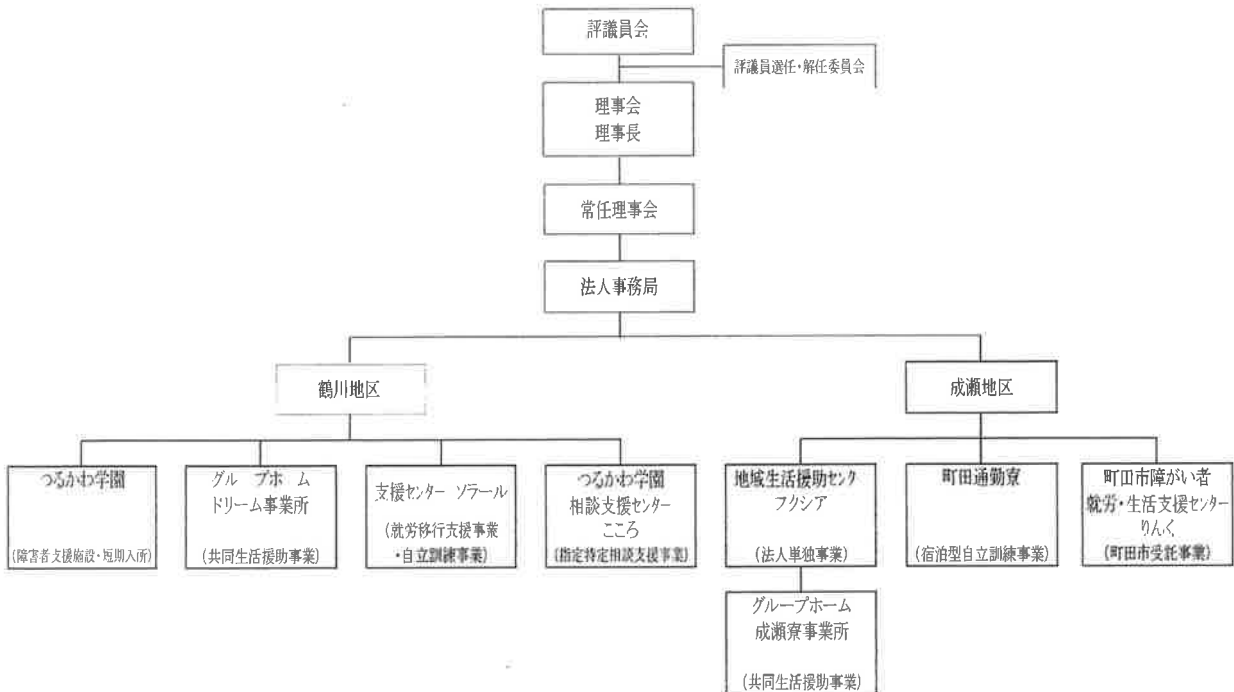 評議員会
評議員選任・解任委員会
理事会
理事長
常任理事会
法人事務局
鶴川地区
成瀬地区
つるかわ学園
(障害者支援施設・短期入所)
グループホーム
ドリーム事業所
(共同生活援助事業)
支援センター ソラール
(就労移行支援事業
・自立訓練事業)
つるかわ学園
相談支援センター
こころ
(指定特定相談支援事業)
地域生活援助センタ
フクシア
(法人単独事業)
町田通勤寮
(宿泊型自立訓練事業)
町田市障がい者
就労・生活支援センター
りんく
(町田市受託事業)
グループホーム
成瀬寮事業所
(共同生活援助事業)